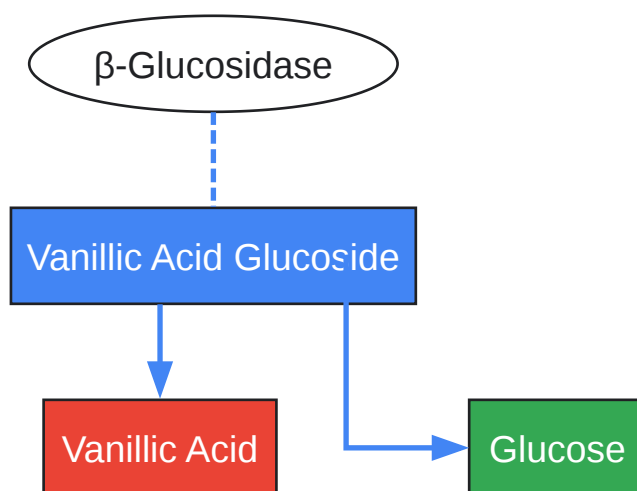 β-Glucosidase
Vanillic Acid Glucoside
Vanillic Acid
Glucose